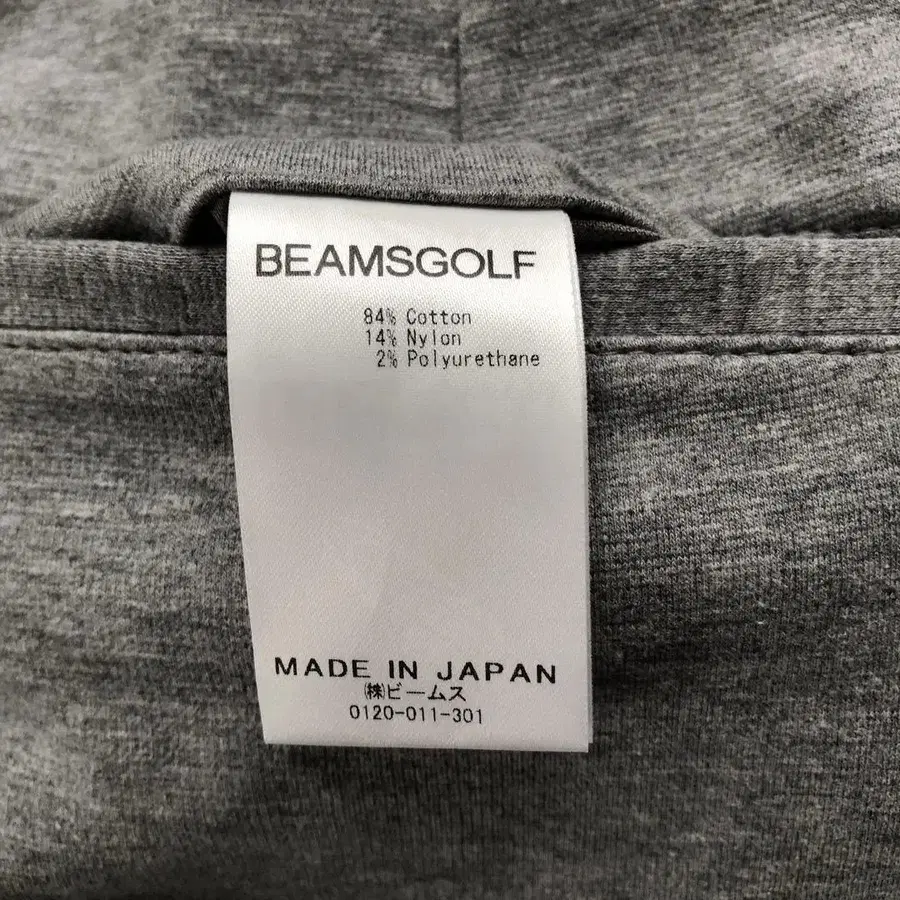 BEAMSGOLF
84% Cotton
14% Nylon
2% Polyurethane
MADE IN JAPAN
㈱ビームス
0120-011-301